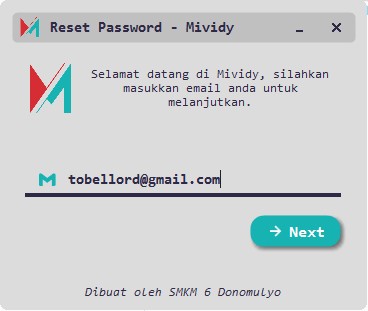 Reset Password - Mividy
Selamat datang di Mividy, silahkan
masukkan email anda untuk
melanjutkan.
tobellord@gmail.com
Next
Dibuat oleh SMKM 6 Donomulyo